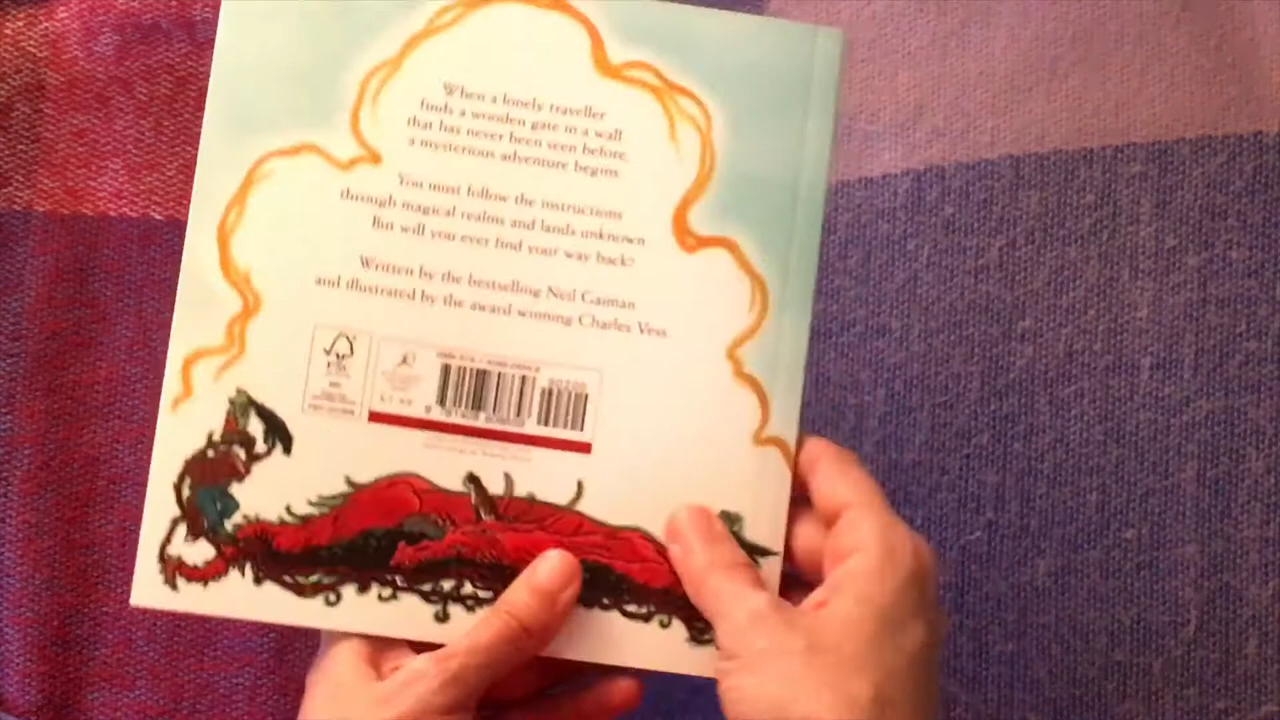 When a lonely traveller
finds a wooden gate in a wall
that has never been seen before,
a mysterious adventure begins
You must follow the instructions
through magical realms and lands unknown
But will you ever find your way back?
Written by the bestselling Neil Gaiman
and illustrated by the award winning Charles Vess
FSC